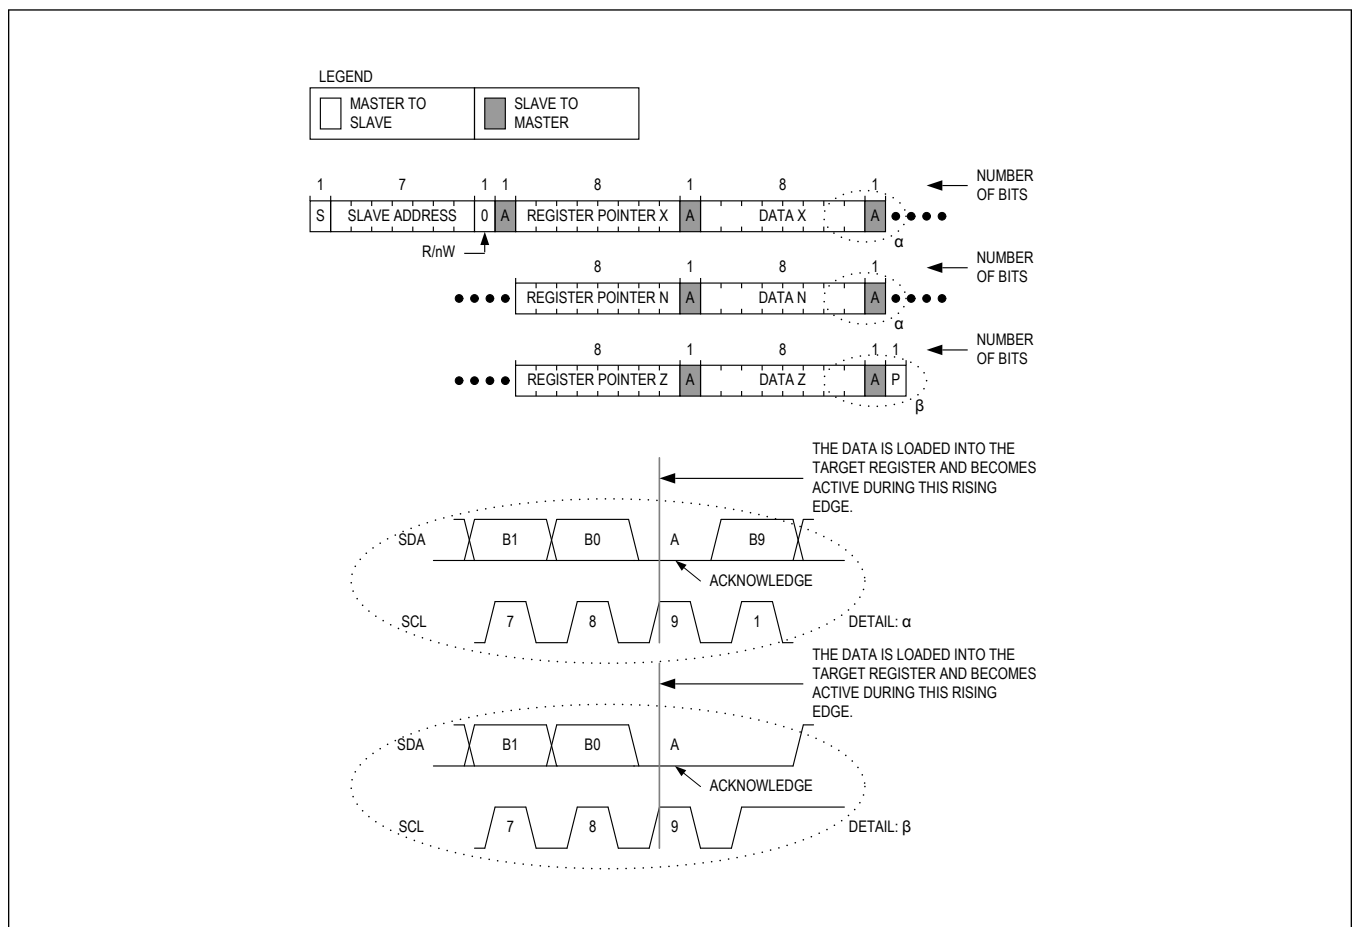 LEGEND
MASTER TO
SLAVE
SLAVE TO
MASTER
1 7 1 1 8 1 8 1
NUMBER
OF BITS
S SLAVE ADDRESS 0 A REGISTER POINTER X A DATA X A
α
R/nW
8 1 8 1
NUMBER
OF BITS
REGISTER POINTER N A DATA N A
α
8 1 8 1 1
NUMBER
OF BITS
REGISTER POINTER Z A DATA Z A P
β
THE DATA IS LOADED INTO THE
TARGET REGISTER AND BECOMES
ACTIVE DURING THIS RISING
EDGE.
SDA B1 B0 A B9
ACKNOWLEDGE
SCL 7 8 9 1 DETAIL: α
THE DATA IS LOADED INTO THE
TARGET REGISTER AND BECOMES
ACTIVE DURING THIS RISING
EDGE.
SDA B1 B0 A
ACKNOWLEDGE
SCL 7 8 9 DETAIL: β